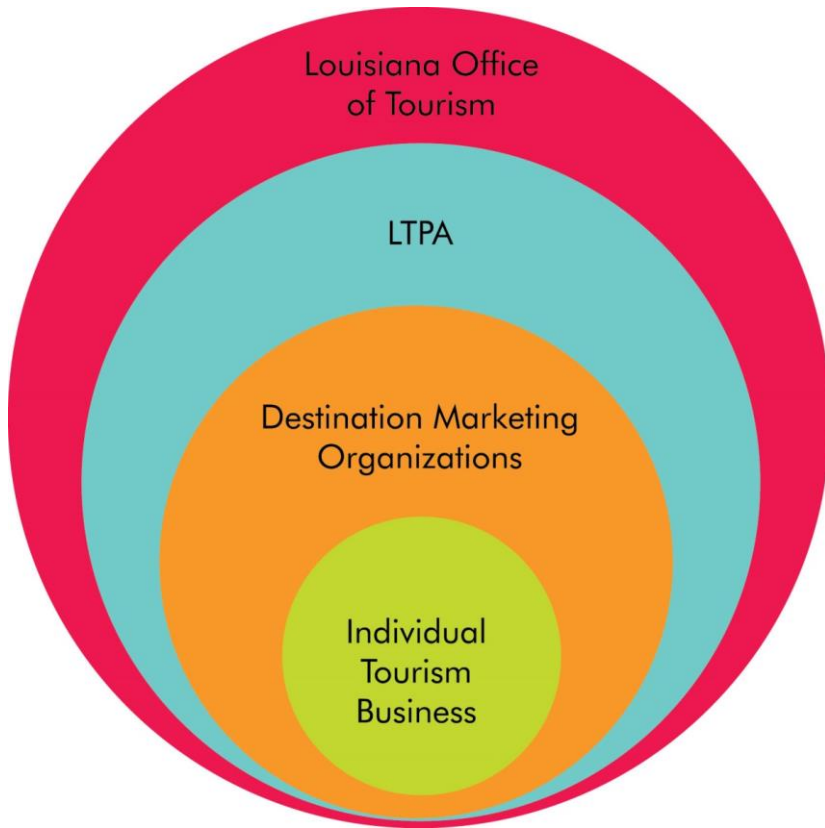 Louisiana Office
of Tourism
LTPA
Destination Marketing
Organizations
Individual
Tourism
Business